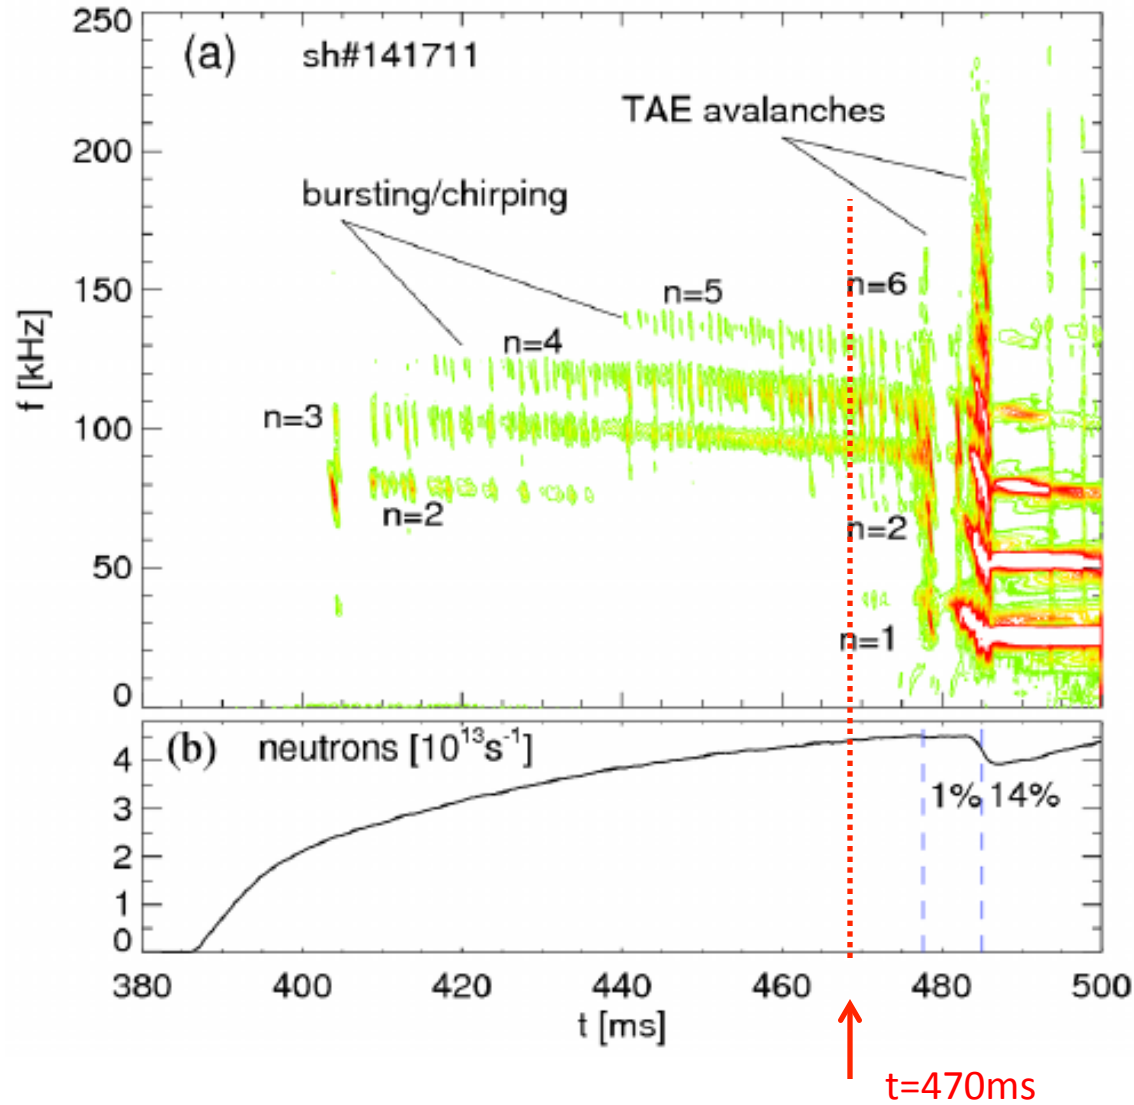 250
(a) sh#141711
TAE avalanches
200
bursting/chirping
150
n=5
n=6
n=4
f [kHz]
n=3
100
n=2
n=2
50
n=1
0
(b) neutrons [10¹³s⁻¹]
4
1% 14%
3
2
1
0
380 400 420 440 460 480 500
t [ms]
t=470ms